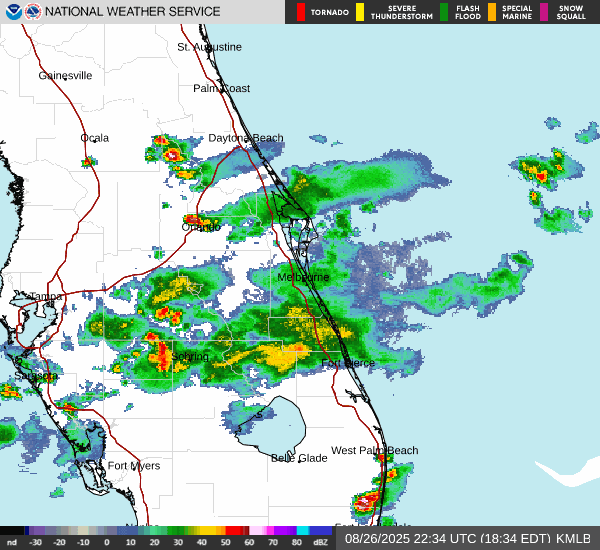 NATIONAL WEATHER SERVICE
TORNADO
SEVERE THUNDERSTORM
FLASH FLOOD
SPECIAL MARINE
SNOW SQUALL
St. Augustine
Gainesville
Palm Coast
Ocala
Daytona Beach
Orlando
Melbourne
Tampa
Sebring
Fort Pierce
Sarasota
West Palm Beach
Belle Glade
Fort Myers
nd -30 -20 -10 0 10 20 30 40 50 60 70 80 dBZ
08/26/2025 22:34 UTC (18:34 EDT) KMLB